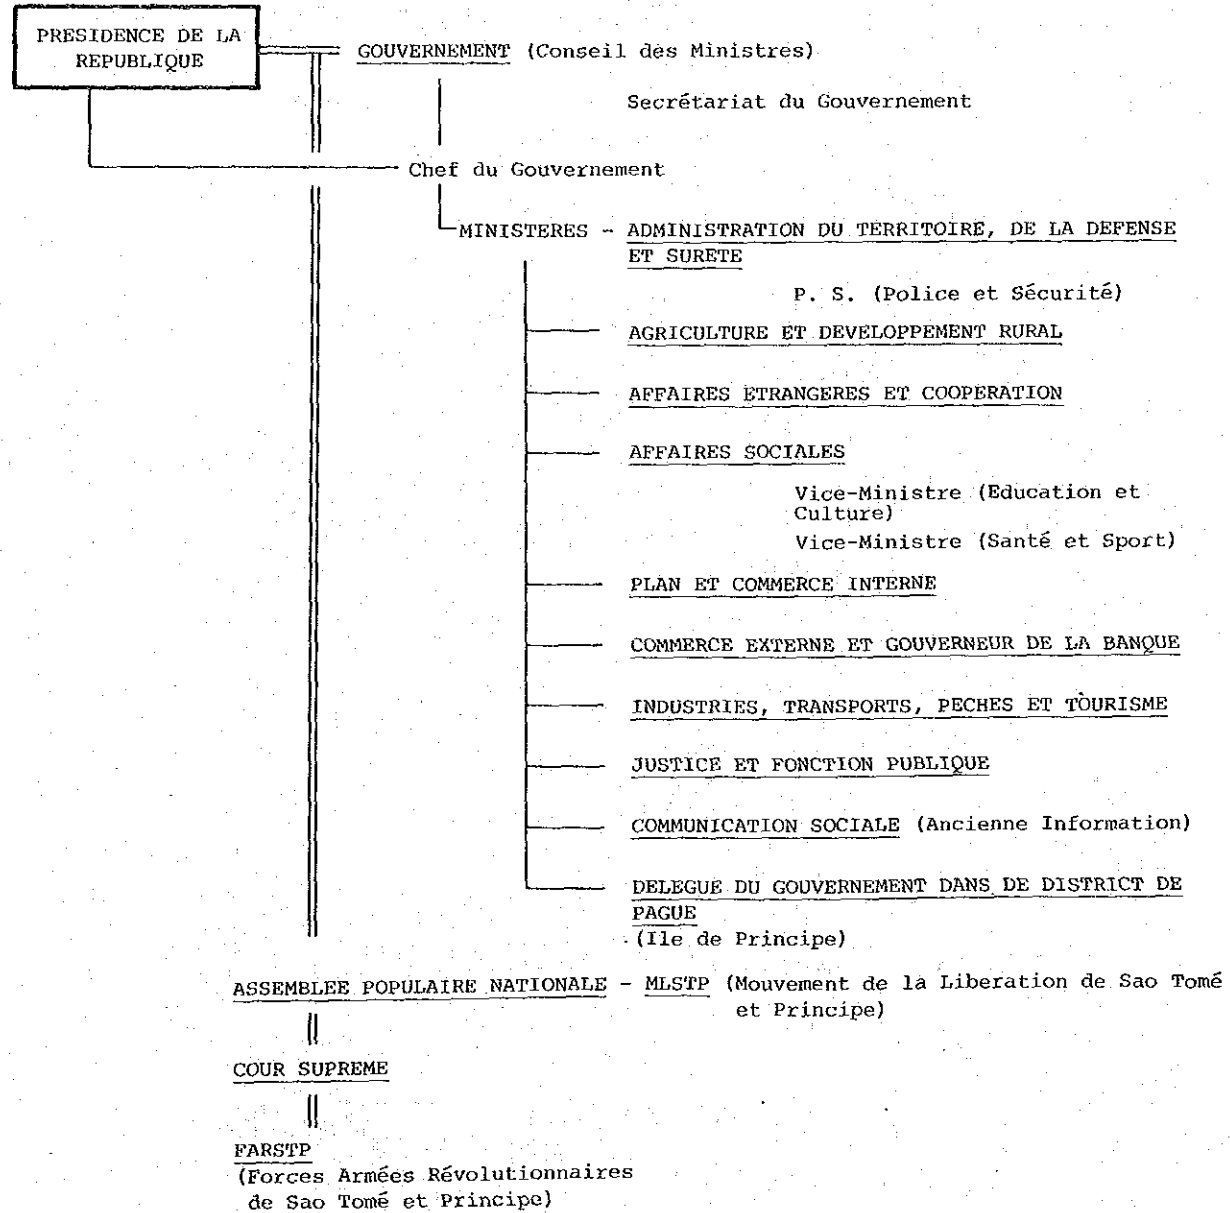 PRESIDENCE DE LA
REPUBLIQUE
GOUVERNEMENT (Conseil des Ministres)
Secrétariat du Gouvernement
Chef du Gouvernement
MINISTERES - ADMINISTRATION DU TERRITOIRE, DE LA DEFENSE
ET SURETE
P. S. (Police et Sécurité)
AGRICULTURE ET DEVELOPPEMENT RURAL
AFFAIRES ETRANGERES ET COOPERATION
AFFAIRES SOCIALES
Vice-Ministre (Education et
Culture)
Vice-Ministre (Santé et Sport)
PLAN ET COMMERCE INTERNE
COMMERCE EXTERNE ET GOUVERNEUR DE LA BANQUE
INDUSTRIES, TRANSPORTS, PECHES ET TOURISME
JUSTICE ET FONCTION PUBLIQUE
COMMUNICATION SOCIALE (Ancienne Information)
DELEGUE DU GOUVERNEMENT DANS DE DISTRICT DE
PAGUE
(Ile de Principe)
ASSEMBLEE POPULAIRE NATIONALE - MLSTP (Mouvement de la Liberation de Sao Tomé
et Principe)
COUR SUPREME
FARSTP
(Forces Armées Révolutionnaires
de Sao Tomé et Principe)